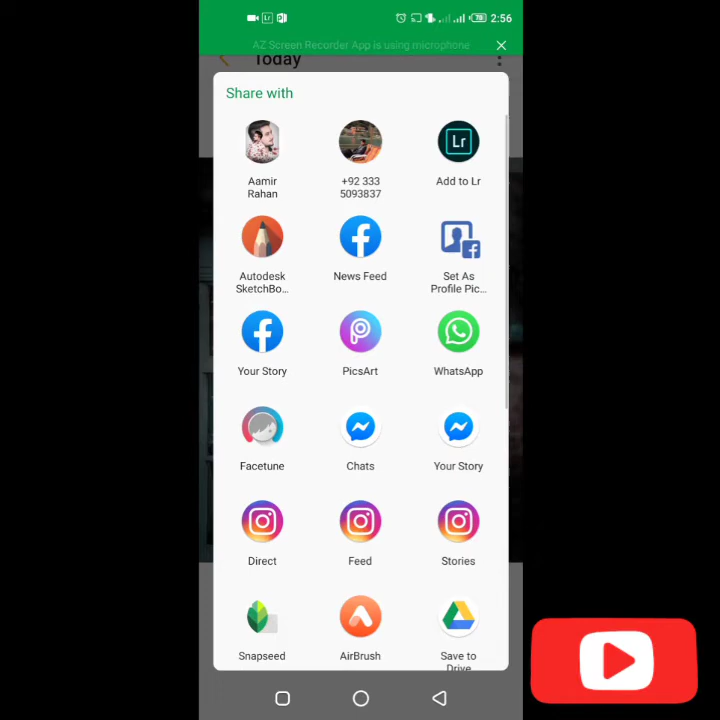 2:56
AZ Screen Recorder App is using microphone
Today
Share with
Aamir
Rahan
+92 333
5093837
Lr
Add to Lr
Autodesk
SketchBo...
News Feed
Set As
Profile Pic...
Your Story
PicsArt
WhatsApp
Facetune
Chats
Your Story
Direct
Feed
Stories
Snapseed
AirBrush
Save to
Drive